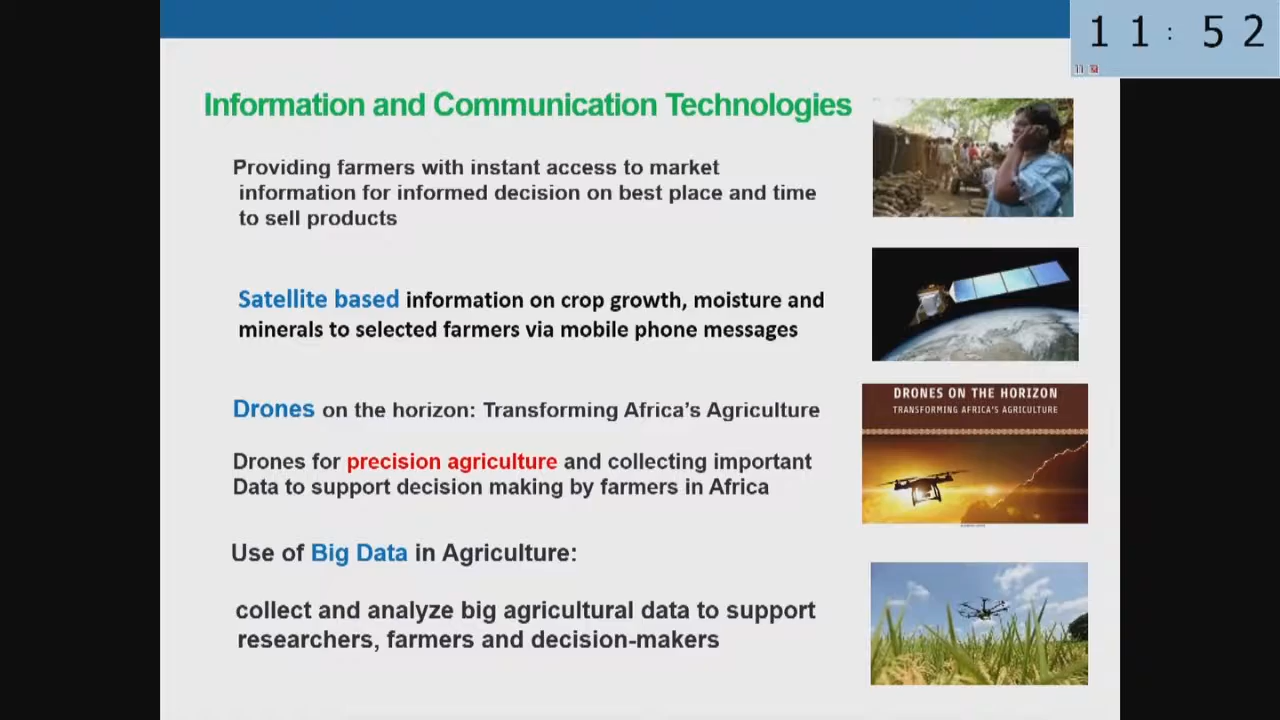 11:52
Information and Communication Technologies
Providing farmers with instant access to market
information for informed decision on best place and time
to sell products
Satellite based information on crop growth, moisture and
minerals to selected farmers via mobile phone messages
DRONES ON THE HORIZON
TRANSFORMING AFRICA'S AGRICULTURE
Drones on the horizon: Transforming Africa’s Agriculture
Drones for precision agriculture and collecting important
Data to support decision making by farmers in Africa
Use of Big Data in Agriculture:
collect and analyze big agricultural data to support
researchers, farmers and decision-makers